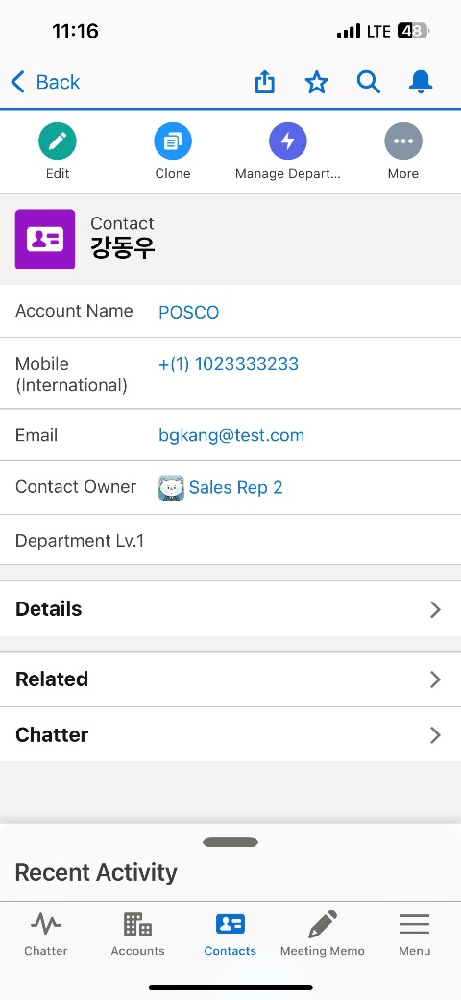 11:16
LTE 48
Back
Edit
Clone
Manage Depart...
More
Contact
강동우
Account Name POSCO
Mobile (International) +(1) 1023333233
Email bgkang@test.com
Contact Owner Sales Rep 2
Department Lv.1
Details
Related
Chatter
Recent Activity
Chatter
Accounts
Contacts
Meeting Memo
Menu